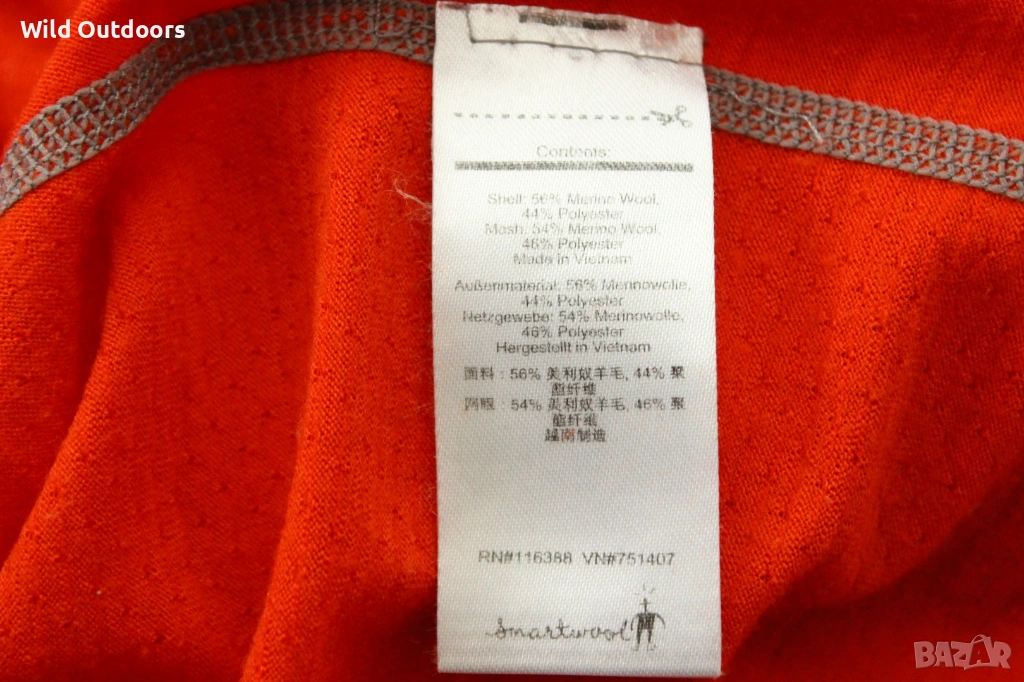 Wild Outdoors
Contents:
Shell: 56% Merino Wool,
44% Polyester
Mesh: 54% Merino Wool,
46% Polyester
Made in Vietnam
Außenmaterial: 56% Merinowolle,
44% Polyester
Netzgewebe: 54% Merinowolle,
46% Polyester
Hergestellt in Vietnam
面料 : 56% 美利奴羊毛, 44% 聚
酯纤维
网眼 : 54% 美利奴羊毛, 46% 聚
酯纤维
越南制造
RN#116388 VN#751407
Smartwool
BAZAR